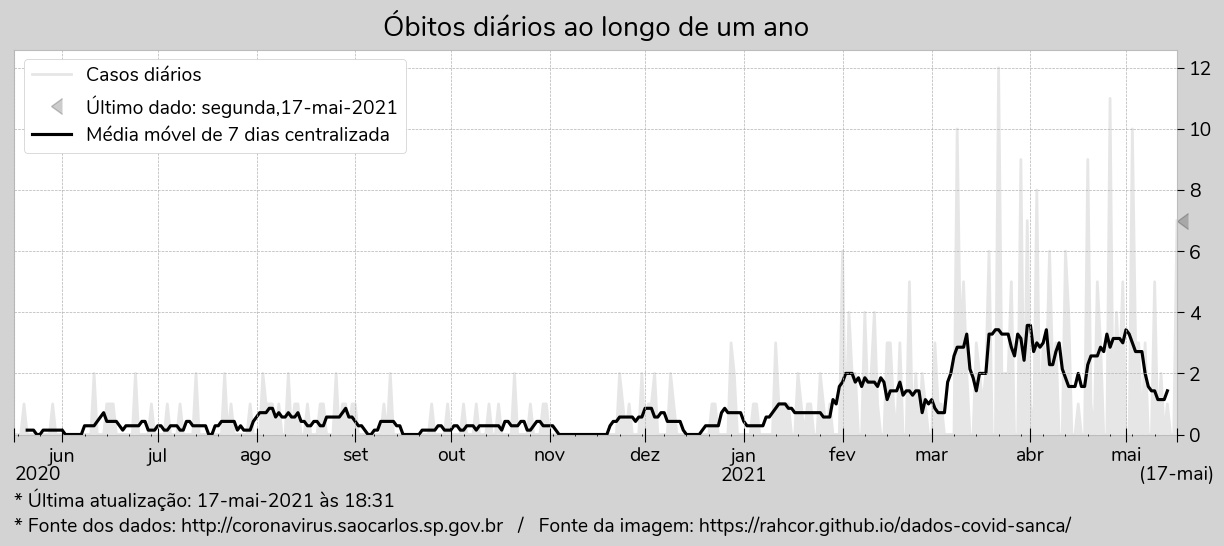 Óbitos diários ao longo de um ano
Casos diários
Último dado: segunda,17-mai-2021
Média móvel de 7 dias centralizada
12
10
8
6
4
2
0
jun jul ago set out nov dez jan fev mar abr mai
2020 2021 (17-mai)
* Última atualização: 17-mai-2021 às 18:31
* Fonte dos dados: http://coronavirus.saocarlos.sp.gov.br / Fonte da imagem: https://rahcor.github.io/dados-covid-sanca/